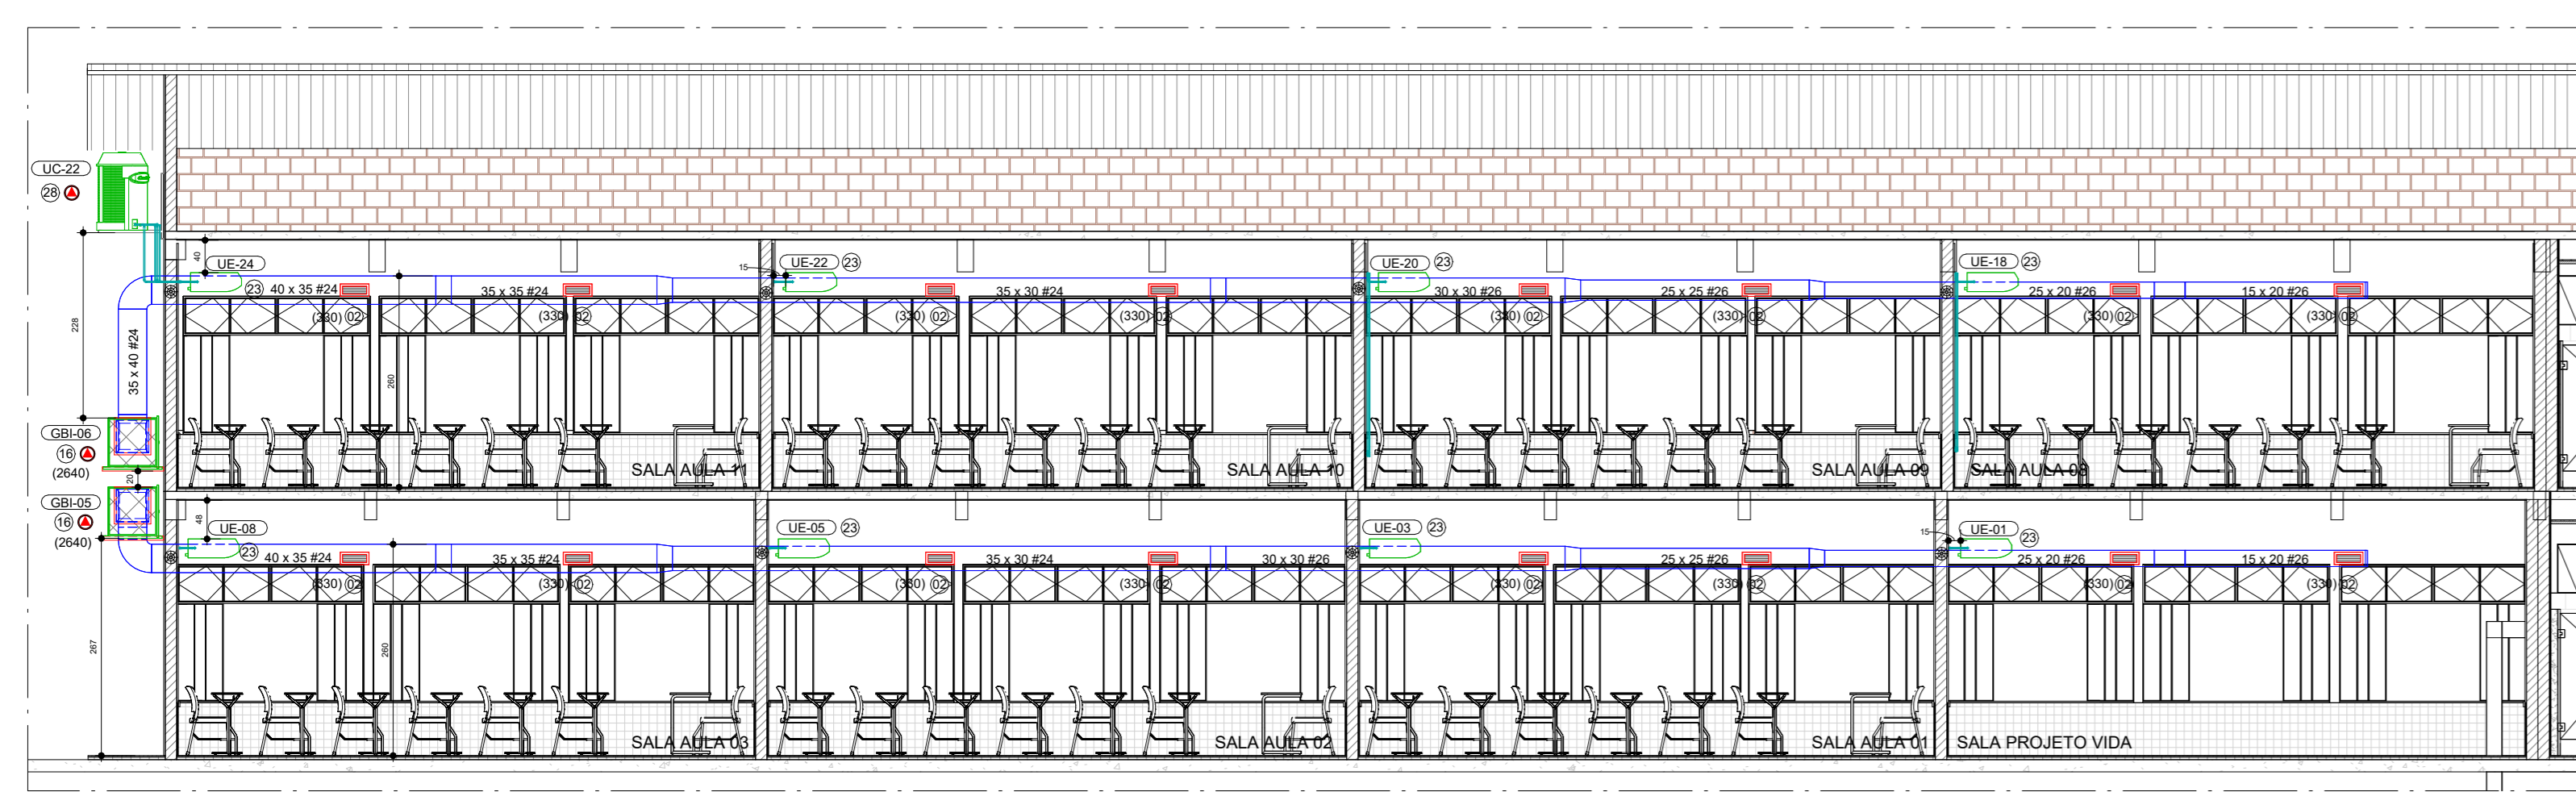 UC-22
28
UE-24
UE-22 23
UE-20 23
UE-18 23
40
15
23 40 x 35 #24
35 x 35 #24
35 x 30 #24
30 x 30 #26
25 x 25 #26
25 x 20 #26
15 x 20 #26
(330) 02
(330) 02
(330) 02
(330) 02
(330) 02
(330) 02
(330) 02
(330) 02
228
35 x 40 #24
260
GBI-06
16
(2640)
20
SALA AULA 11
SALA AULA 10
SALA AULA 09
SALA AULA 08
GBI-05
16
(2640)
48
UE-08
UE-05 23
UE-03 23
UE-01 23
15
23 40 x 35 #24
35 x 35 #24
35 x 30 #24
30 x 30 #26
25 x 25 #26
25 x 20 #26
15 x 20 #26
(330) 02
(330) 02
(330) 02
(330) 02
(330) 02
(330) 02
(330) 02
(330) 02
267
260
SALA AULA 03
SALA AULA 02
SALA AULA 01
SALA PROJETO VIDA